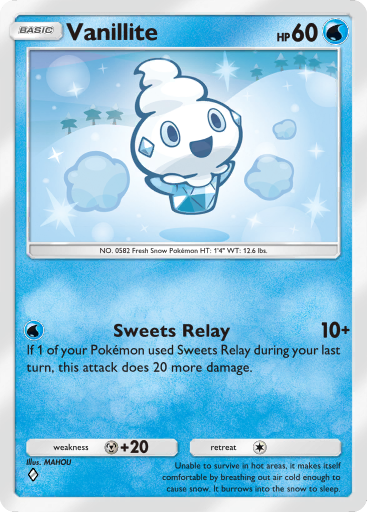 BASIC Vanillite HP 60
NO. 0582 Fresh Snow Pokémon HT: 1'4" WT: 12.6 lbs.
Sweets Relay 10+
If 1 of your Pokémon used Sweets Relay during your last
turn, this attack does 20 more damage.
weakness +20 retreat
Illus. MAHOU
Unable to survive in hot areas, it makes itself
comfortable by breathing out air cold enough to
cause snow. It burrows into the snow to sleep.